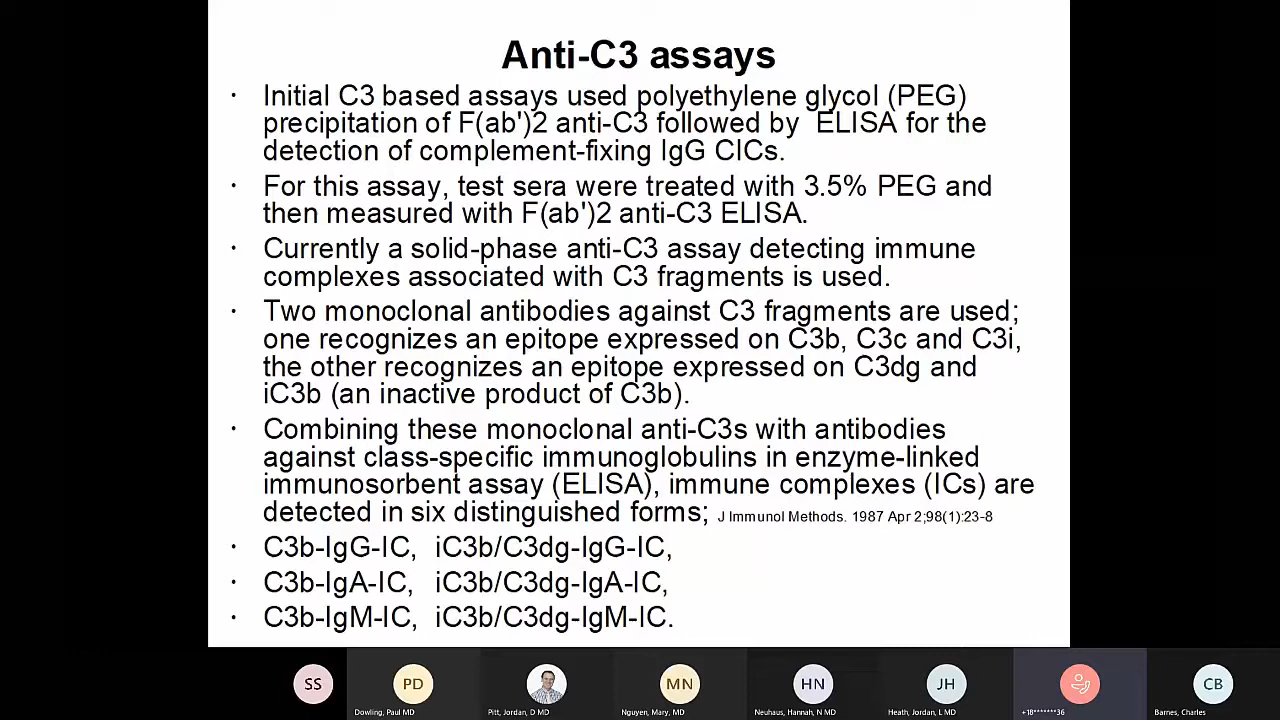 Anti-C3 assays
· Initial C3 based assays used polyethylene glycol (PEG)
precipitation of F(ab')2 anti-C3 followed by ELISA for the
detection of complement-fixing IgG CICs.
· For this assay, test sera were treated with 3.5% PEG and
then measured with F(ab')2 anti-C3 ELISA.
· Currently a solid-phase anti-C3 assay detecting immune
complexes associated with C3 fragments is used.
· Two monoclonal antibodies against C3 fragments are used;
one recognizes an epitope expressed on C3b, C3c and C3i,
the other recognizes an epitope expressed on C3dg and
iC3b (an inactive product of C3b).
· Combining these monoclonal anti-C3s with antibodies
against class-specific immunoglobulins in enzyme-linked
immunosorbent assay (ELISA), immune complexes (ICs) are
detected in six distinguished forms; J Immunol Methods. 1987 Apr 2;98(1):23-8
· C3b-IgG-IC, iC3b/C3dg-IgG-IC,
· C3b-IgA-IC, iC3b/C3dg-IgA-IC,
· C3b-IgM-IC, iC3b/C3dg-IgM-IC.
SS PD MN HN JH CB
Dowling, Paul MD Pitt, Jordan, D MD Nguyen, Mary, MD Neuhaus, Hannah, N MD Heath, Jordan, L MD +18*******36 Barnes, Charles